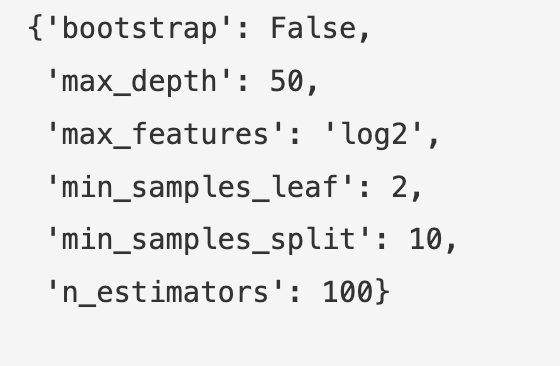 {'bootstrap': False,
 'max_depth': 50,
 'max_features': 'log2',
 'min_samples_leaf': 2,
 'min_samples_split': 10,
 'n_estimators': 100}